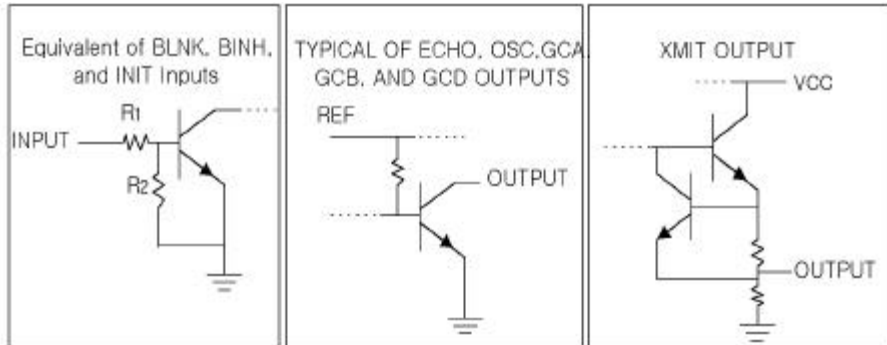 Equivalent of BLNK, BINH,
and INIT Inputs
R1
INPUT
R2
TYPICAL OF ECHO, OSC,GCA,
GCB, AND GCD OUTPUTS
REF
OUTPUT
XMIT OUTPUT
VCC
OUTPUT